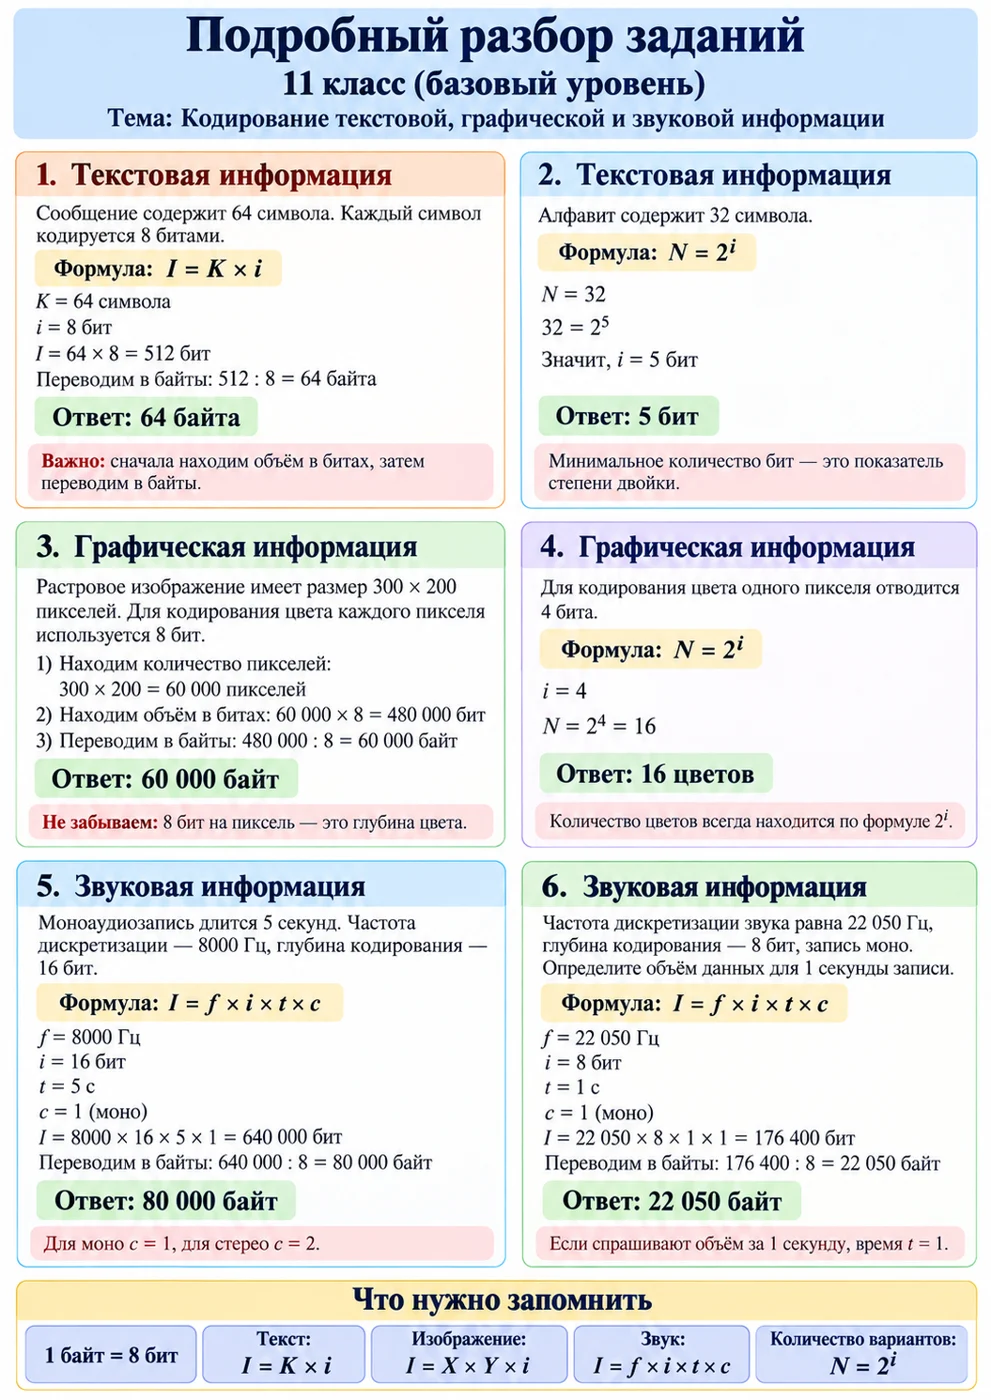 Подробный разбор заданий
11 класс (базовый уровень)
Тема: Кодирование текстовой, графической и звуковой информации
1. Текстовая информация
Сообщение содержит 64 символа. Каждый символ
кодируется 8 битами.
Формула: I = K × i
K = 64 символа
i = 8 бит
I = 64 × 8 = 512 бит
Переводим в байты: 512 : 8 = 64 байта
Ответ: 64 байта
Важно: сначала находим объём в битах, затем
переводим в байты.
2. Текстовая информация
Алфавит содержит 32 символа.
Формула: N = 2ⁱ
N = 32
32 = 2⁵
Значит, i = 5 бит
Ответ: 5 бит
Минимальное количество бит — это показатель
степени двойки.
3. Графическая информация
Растровое изображение имеет размер 300 × 200
пикселей. Для кодирования цвета каждого пикселя
используется 8 бит.
1) Находим количество пикселей:
300 × 200 = 60 000 пикселей
2) Находим объём в битах: 60 000 × 8 = 480 000 бит
3) Переводим в байты: 480 000 : 8 = 60 000 байт
Ответ: 60 000 байт
Не забываем: 8 бит на пиксель — это глубина цвета.
4. Графическая информация
Для кодирования цвета одного пикселя отводится
4 бита.
Формула: N = 2ⁱ
i = 4
N = 2⁴ = 16
Ответ: 16 цветов
Количество цветов всегда находится по формуле 2ⁱ.
5. Звуковая информация
Моноаудиозапись длится 5 секунд. Частота
дискретизации — 8000 Гц, глубина кодирования —
16 бит.
Формула: I = f × i × t × c
f = 8000 Гц
i = 16 бит
t = 5 с
c = 1 (моно)
I = 8000 × 16 × 5 × 1 = 640 000 бит
Переводим в байты: 640 000 : 8 = 80 000 байт
Ответ: 80 000 байт
Для моно c = 1, для стерео c = 2.
6. Звуковая информация
Частота дискретизации звука равна 22 050 Гц,
глубина кодирования — 8 бит, запись моно.
Определите объём данных для 1 секунды записи.
Формула: I = f × i × t × c
f = 22 050 Гц
i = 8 бит
t = 1 с
c = 1 (моно)
I = 22 050 × 8 × 1 × 1 = 176 400 бит
Переводим в байты: 176 400 : 8 = 22 050 байт
Ответ: 22 050 байт
Если спрашивают объём за 1 секунду, время t = 1.
Что нужно запомнить
1 байт = 8 бит
Текст:
I = K × i
Изображение:
I = X × Y × i
Звук:
I = f × i × t × c
Количество вариантов:
N = 2ⁱ